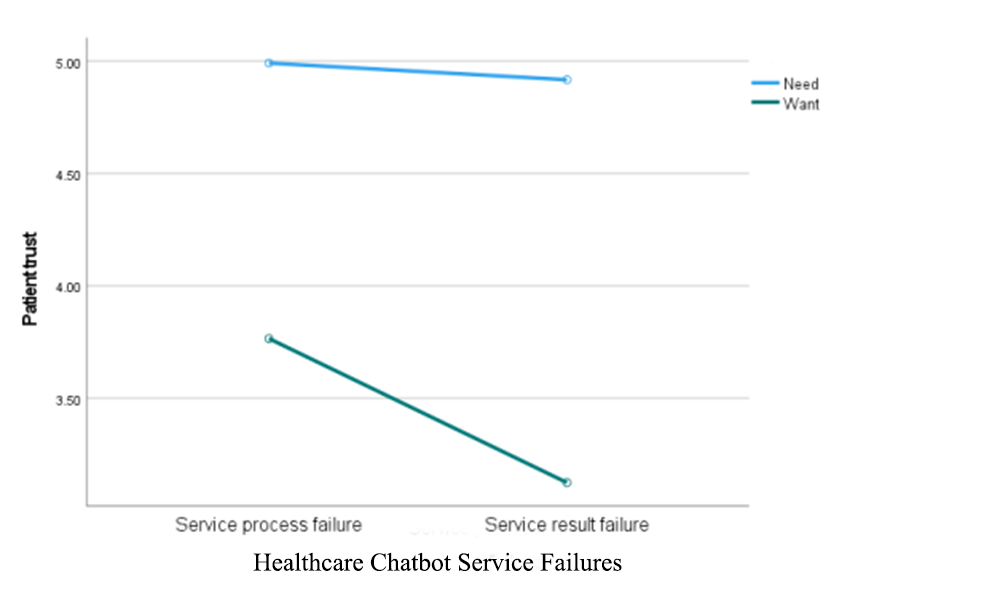 5.00
4.50
4.00
3.50
Patient trust
Need
Want
Service process failure
Service result failure
Healthcare Chatbot Service Failures